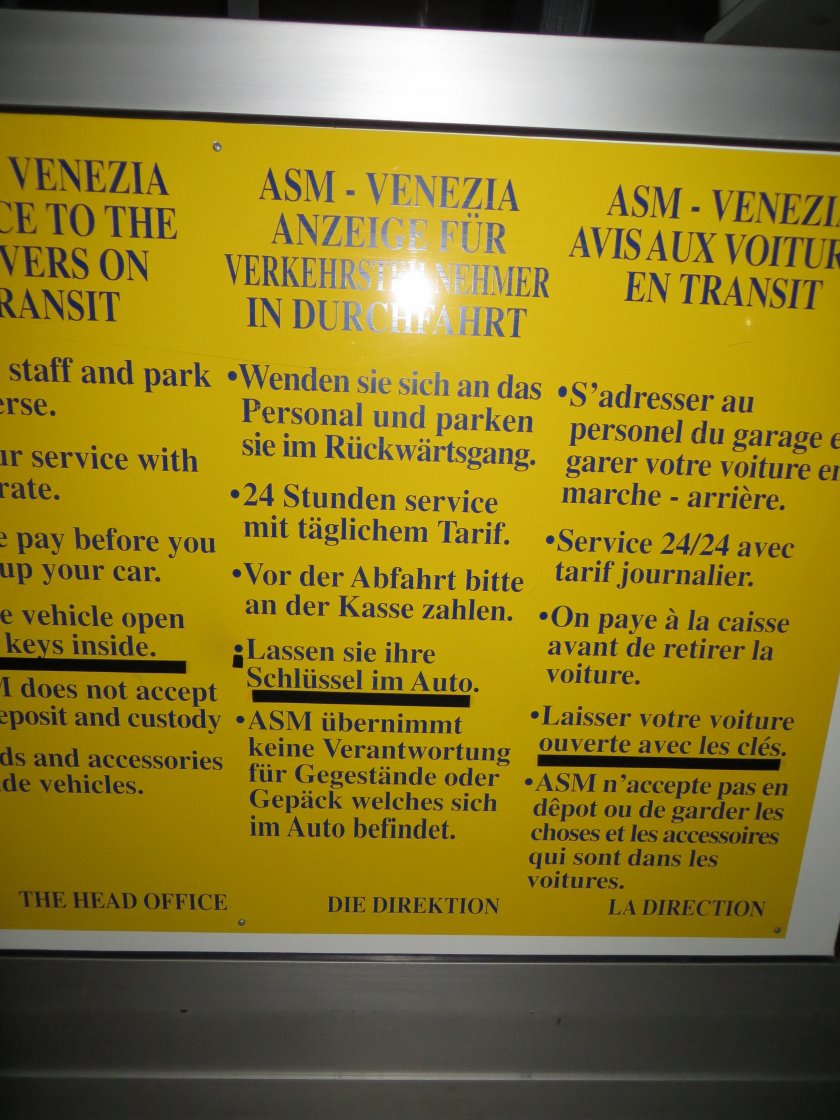 VENEZIA
CE TO THE
VERS ON
RANSIT
staff and park
erse.
ur service with
rate.
e pay before you
up your car.
e vehicle open
keys inside.
M does not accept
eposit and custody
ds and accessories
de vehicles.
THE HEAD OFFICE
ASM - VENEZIA
ANZEIGE FÜR
VERKEHRSTEILNEHMER
IN DURCHFAHRT
•Wenden sie sich an das
Personal und parken
sie im Rückwärtsgang.
•24 Stunden service
mit täglichem Tarif.
•Vor der Abfahrt bitte
an der Kasse zahlen.
•Lassen sie ihre
Schlüssel im Auto.
•ASM übernimmt
keine Verantwortung
für Gegestände oder
Gepäck welches sich
im Auto befindet.
DIE DIREKTION
ASM - VENEZI
AVIS AUX VOITUR
EN TRANSIT
•S'adresser au
personel du garage e
garer votre voiture en
marche - arrière.
•Service 24/24 avec
tarif journalier.
•On paye à la caisse
avant de retirer la
voiture.
•Laisser votre voiture
ouverte avec les clés.
•ASM n'accepte pas en
dêpot ou de garder les
choses et les accessoires
qui sont dans les
voitures.
LA DIRECTION